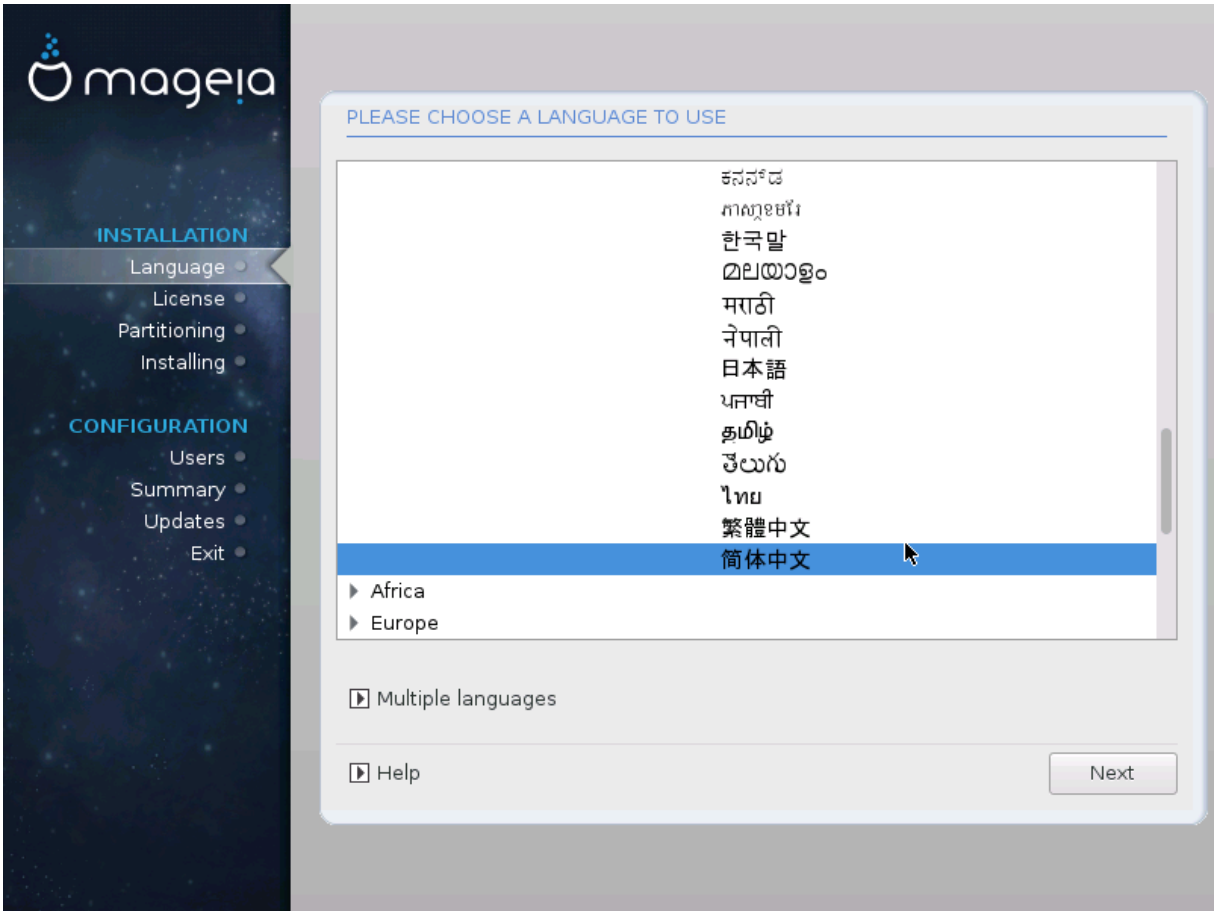 mageia
INSTALLATION
Language
License
Partitioning
Installing
CONFIGURATION
Users
Summary
Updates
Exit
PLEASE CHOOSE A LANGUAGE TO USE
ಕನನ್ಡ
ភាសាខ្មែរ
한국말
മലയാളം
मराठी
नेपाली
日本語
ਪਜਾਬੀ
தமிழ்
తెలుగు
ไทย
繁體中文
简体中文
Africa
Europe
Multiple languages
Help
Next